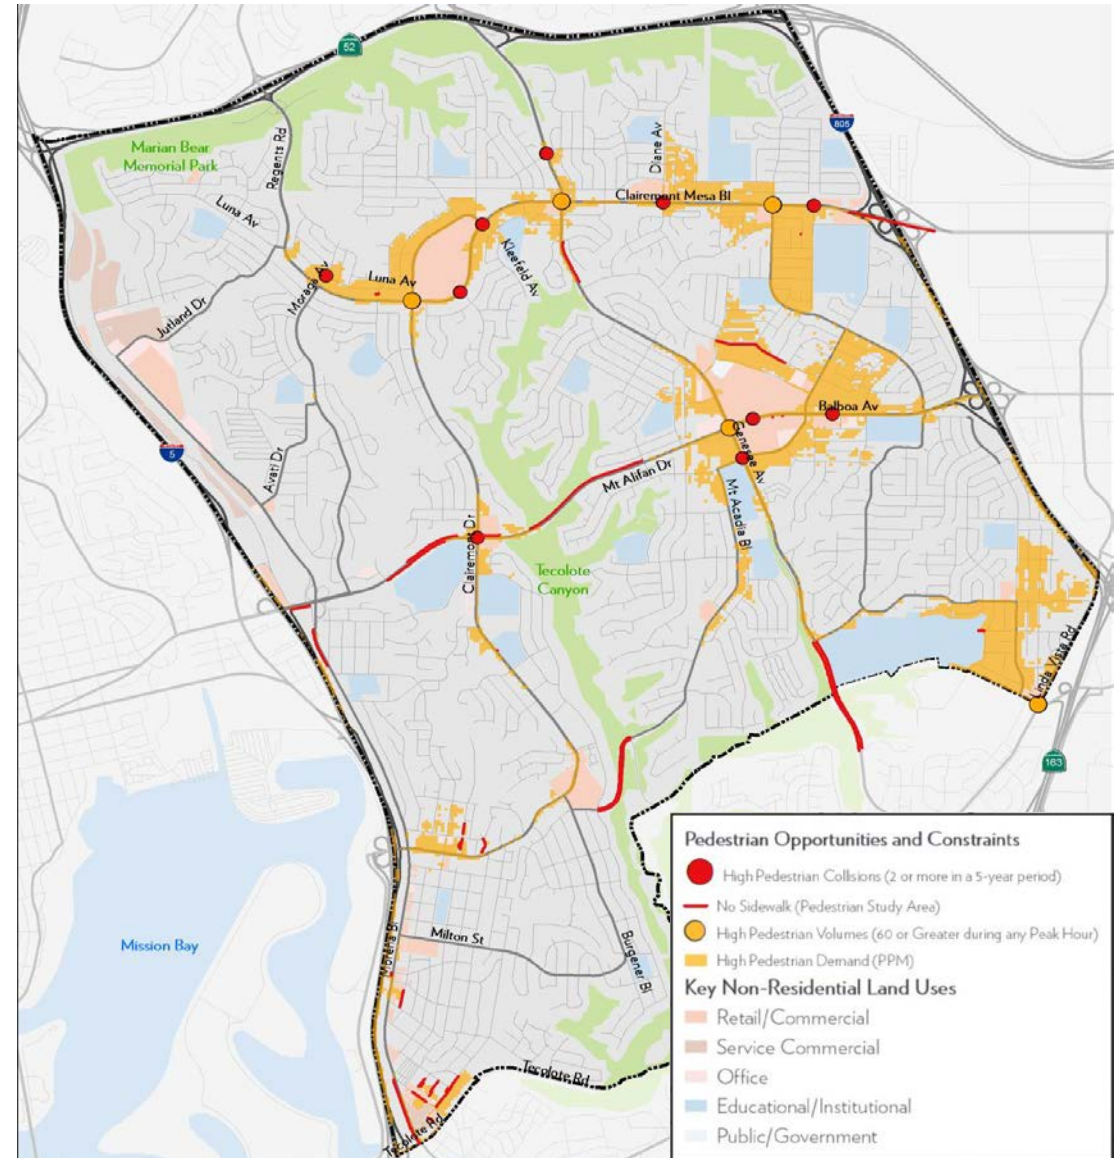 52
Marian Bear
Memorial Park
Regents Rd
Diane Av
805
Clairemont Mesa Bl
Luna Av
Kleefeld Av
Luna Av
Moraga Av
Jutland Dr
Balboa Av
Genesee Av
5
Avati Dr
Mt Alifan Dr
Mt Acadia Bl
Clairemont Dr
Tecolote
Canyon
Linda Vista Rd
163
Mission Bay
Morena Bl
Milton St
Burgener Bl
Tecolote Rd
Tecolote Rd
Pedestrian Opportunities and Constraints
High Pedestrian Collisions (2 or more in a 5-year period)
No Sidewalk (Pedestrian Study Area)
High Pedestrian Volumes (60 or Greater during any Peak Hour)
High Pedestrian Demand (PPM)
Key Non-Residential Land Uses
Retail/Commercial
Service Commercial
Office
Educational/Institutional
Public/Government